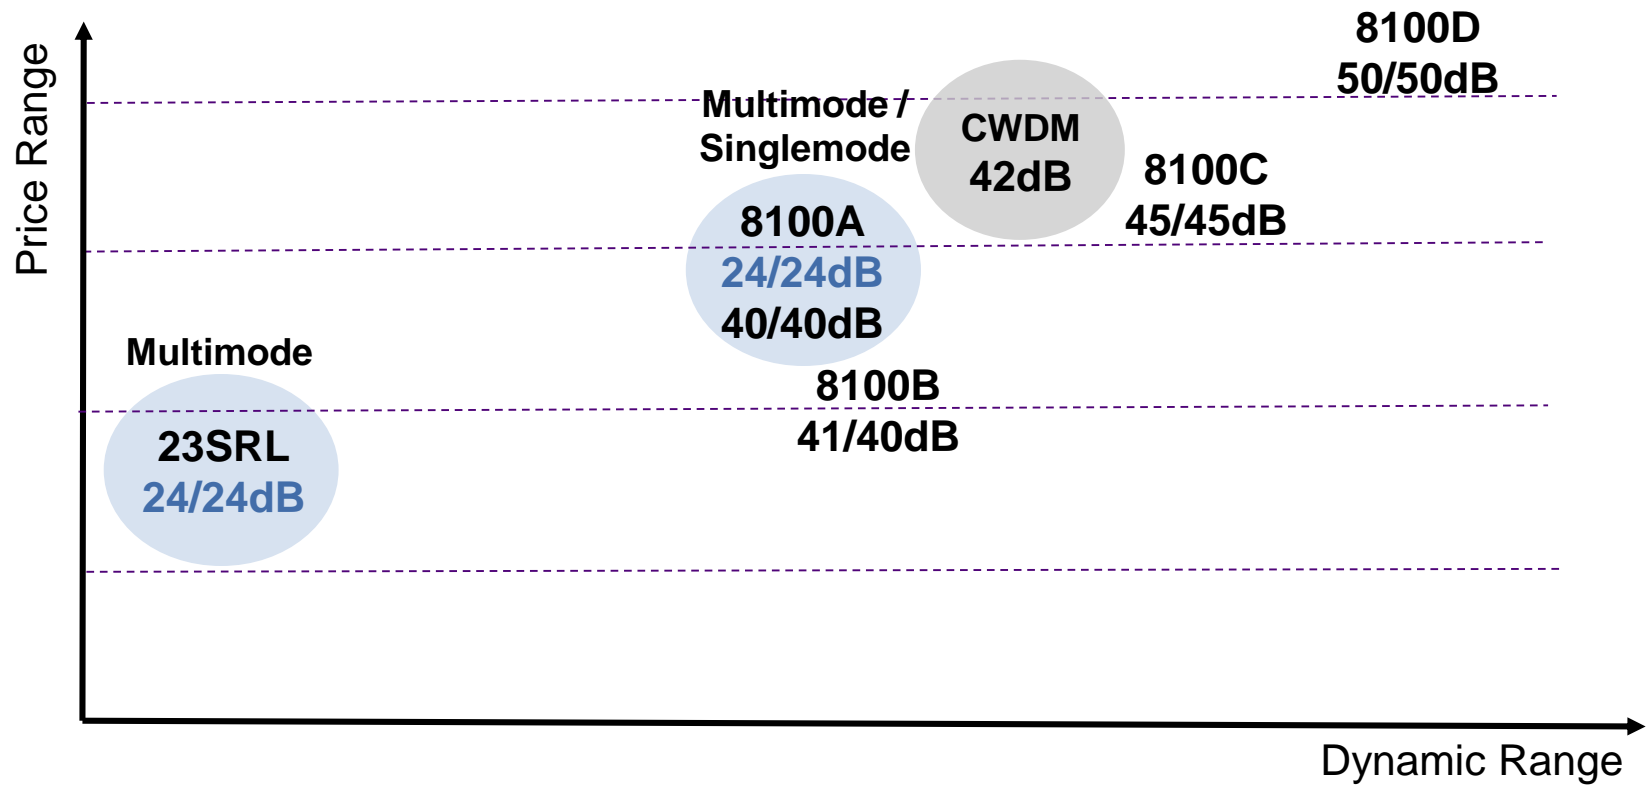 Price Range
8100D
50/50dB
Multimode /
Singlemode
CWDM
42dB
8100C
45/45dB
8100A
24/24dB
40/40dB
8100B
41/40dB
Multimode
23SRL
24/24dB
Dynamic Range